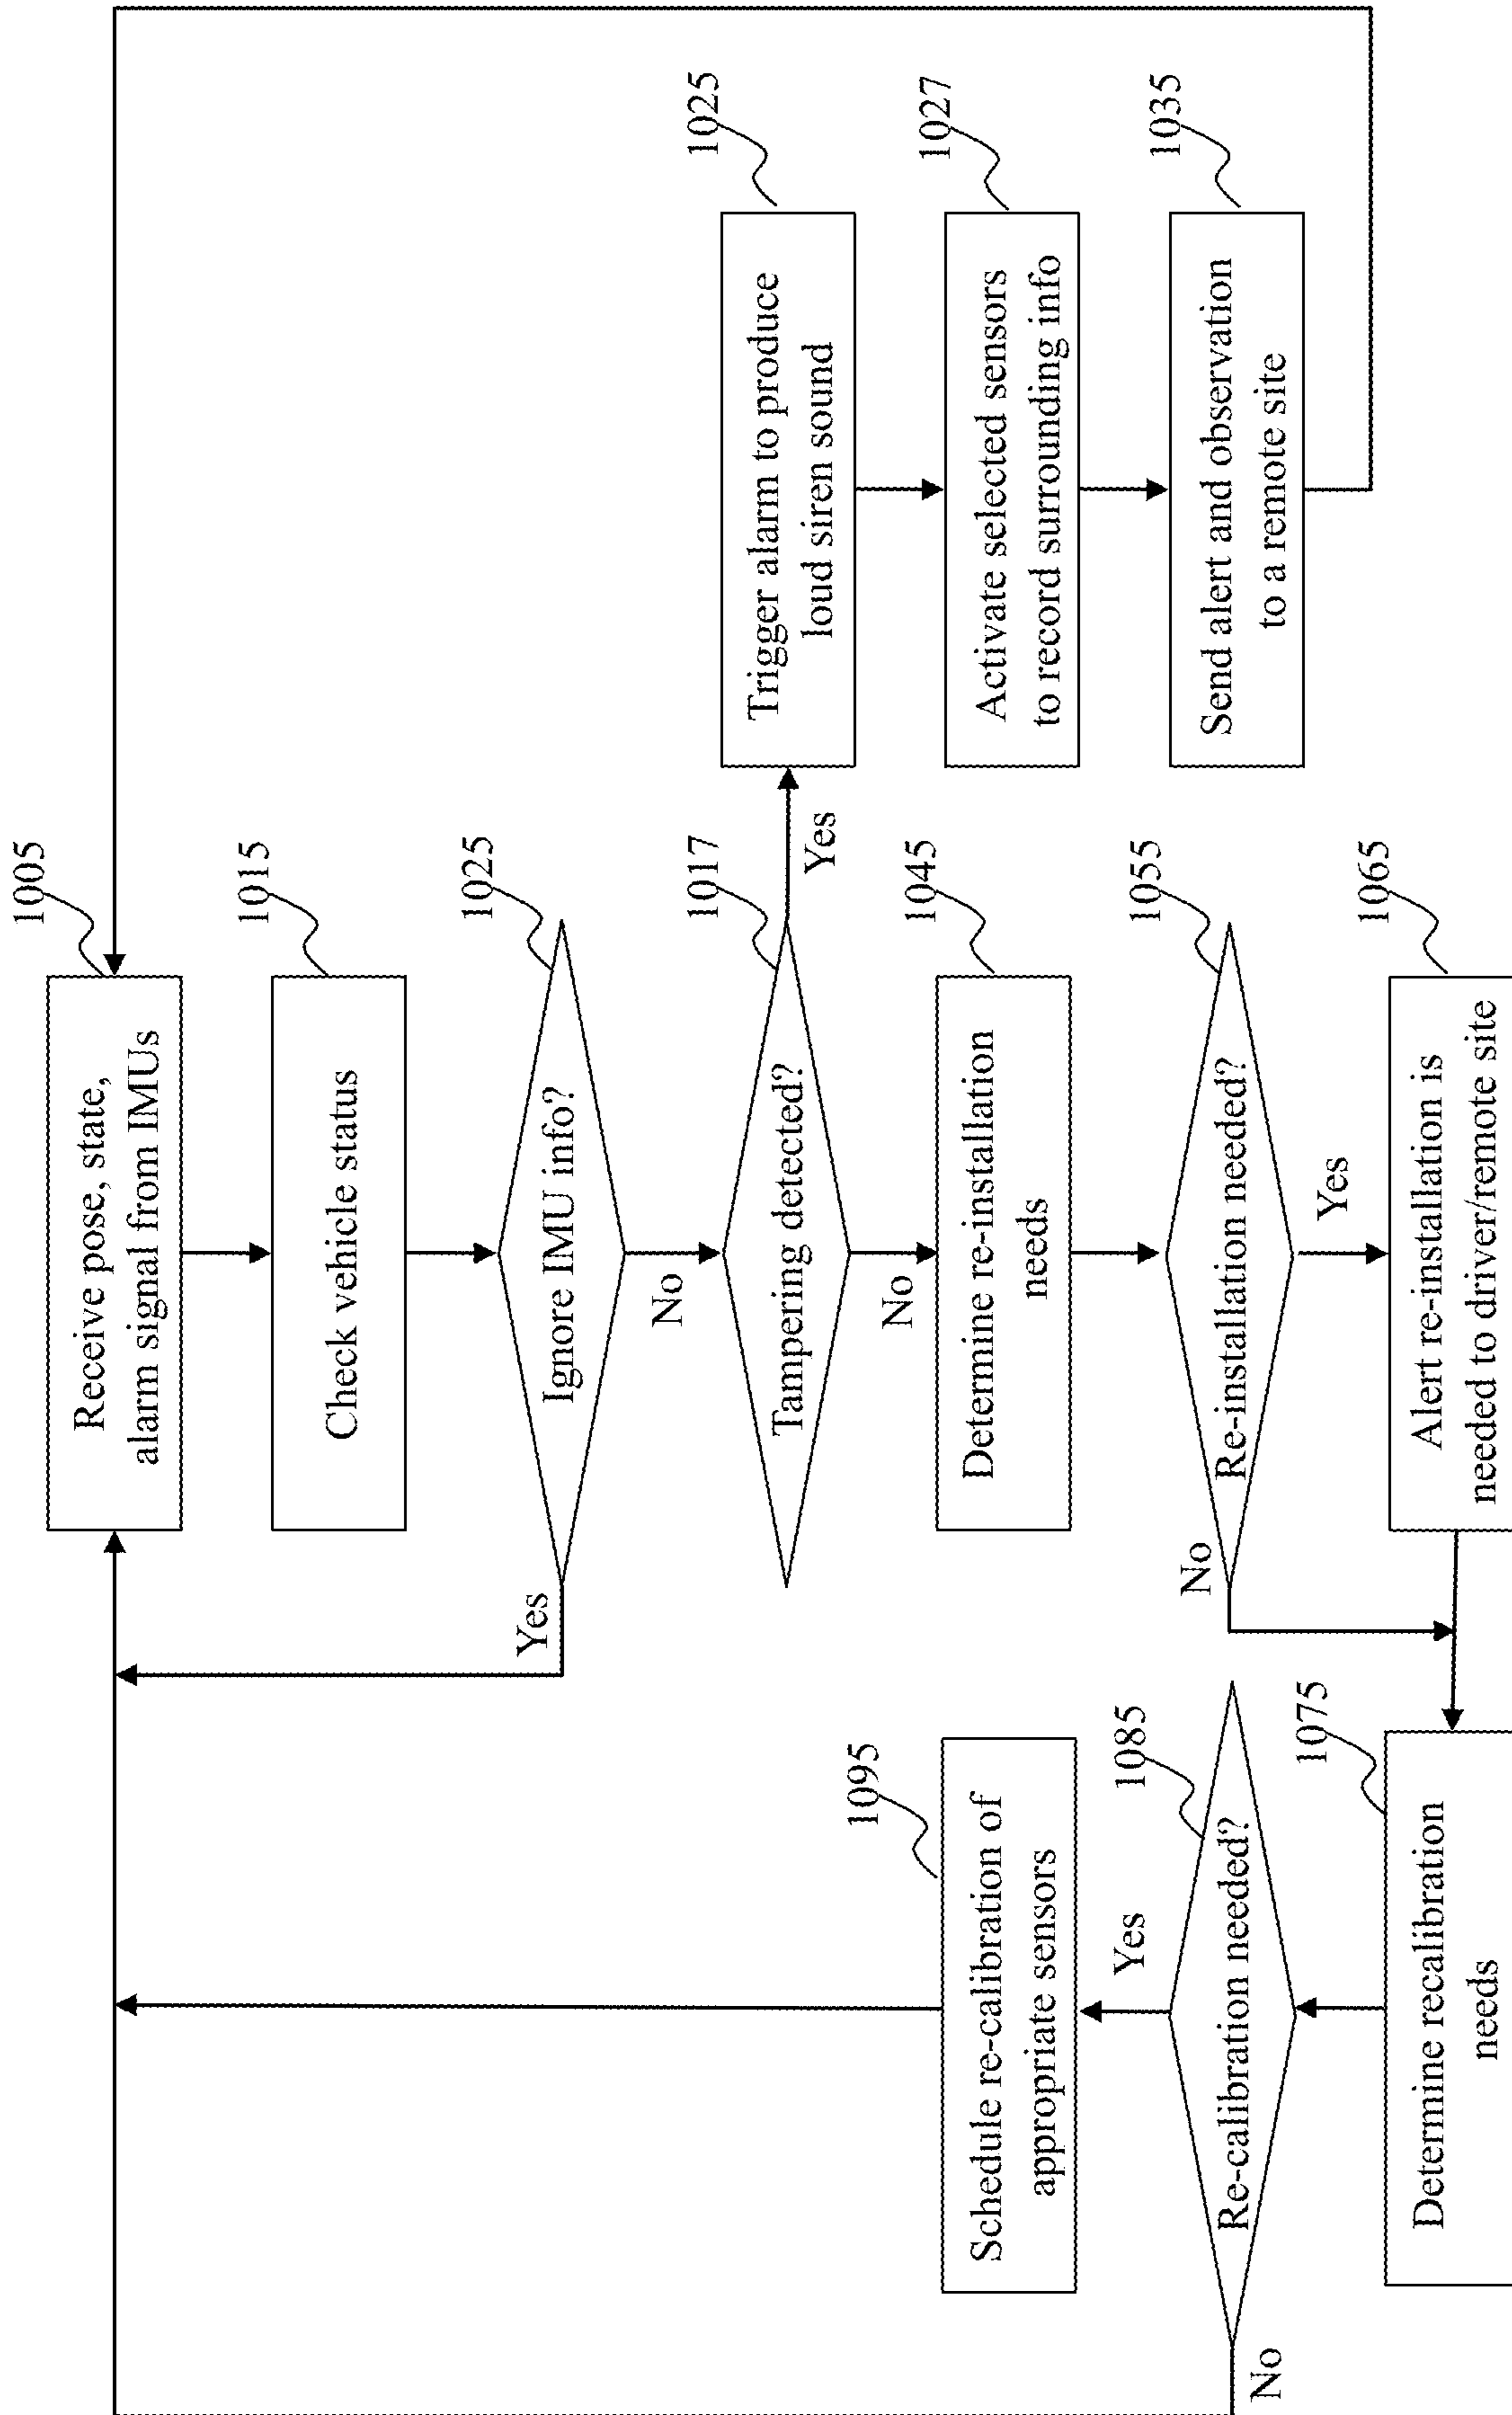 1005
Receive pose, state,
alarm signal from IMUs
1015
Check vehicle status
1025
Ignore IMU info?
Yes
No
1017
Tampering detected?
Yes
No
1025
Trigger alarm to produce
loud siren sound
1027
Activate selected sensors
to record surrounding info
1035
Send alert and observation
to a remote site
1045
Determine re-installation
needs
1055
Re-installation needed?
No
Yes
1065
Alert re-installation is
needed to driver/remote site
1075
Determine recalibration
needs
1085
Re-calibration needed?
Yes
No
1095
Schedule re-calibration of
appropriate sensors